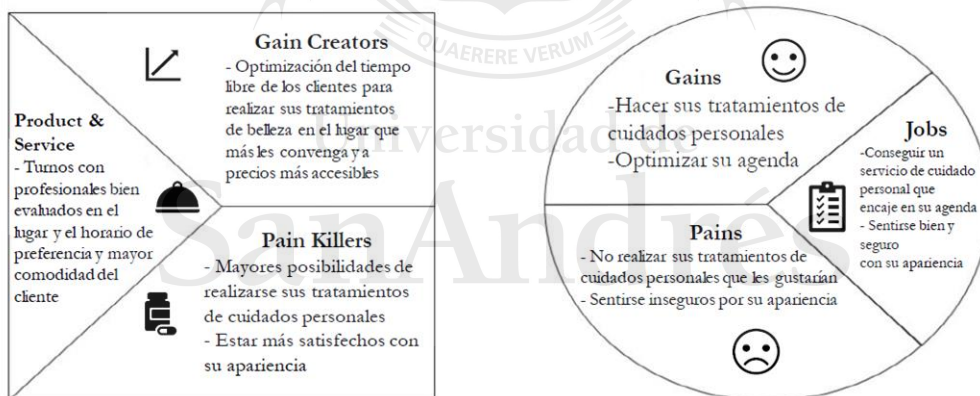 QUAERERE VERUM
Universidad de
SanAndrés
Gain Creators
- Optimización del tiempo
libre de los clientes para
realizar sus tratamientos
de belleza en el lugar que
más les convenga y a
precios más accesibles
Product &
Service
- Turnos con
profesionales bien
evaluados en el
lugar y el horario de
preferencia y mayor
comodidad del
cliente
Pain Killers
- Mayores posibilidades de
realizarse sus tratamientos
de cuidados personales
- Estar más satisfechos con
su apariencia
Gains
-Hacer sus tratamientos de
cuidados personales
-Optimizar su agenda
Jobs
-Conseguir un
servicio de cuidado
personal que
encaje en su agenda
- Sentirse bien y
seguro
con su apariencia
Pains
- No realizar sus tratamientos de
cuidados personales que les gustarían
- Sentirse inseguros por su apariencia